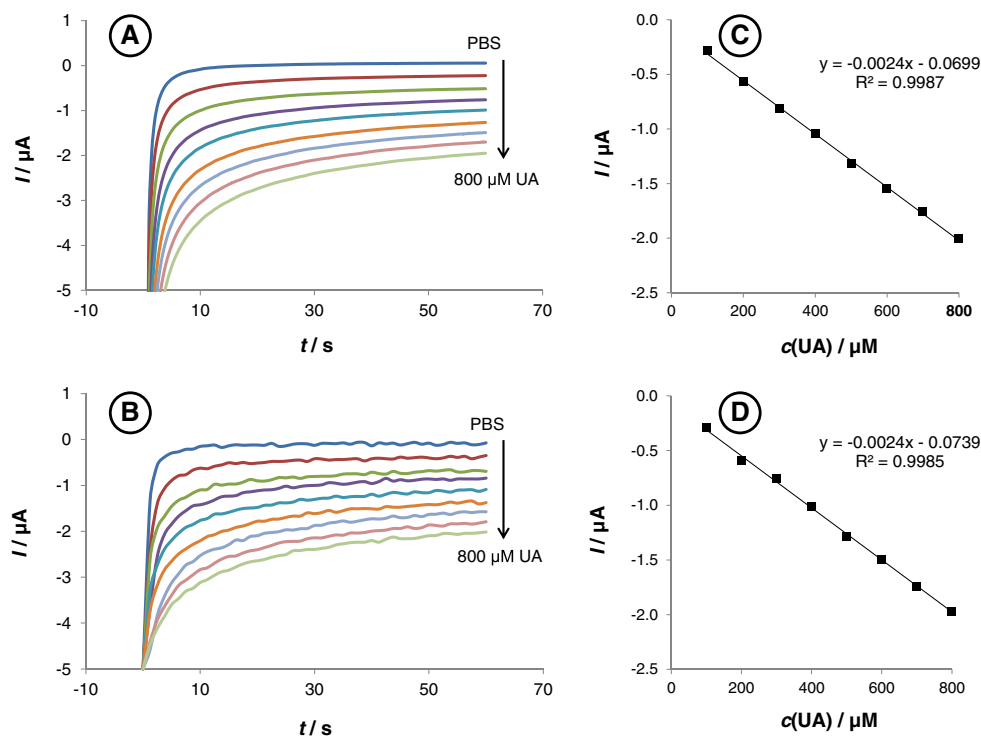 A
1
0
-1
-2
-3
-4
-5
I / µA
-10
10
30
50
70
t / s
PBS
800 µM UA
C
0.0
-0.5
-1.0
-1.5
-2.0
-2.5
I / µA
y = -0.0024x - 0.0699
R² = 0.9987
0
200
400
600
800
c(UA) / µM
B
1
0
-1
-2
-3
-4
-5
I / µA
-10
10
30
50
70
t / s
PBS
800 µM UA
D
0.0
-0.5
-1.0
-1.5
-2.0
-2.5
I / µA
y = -0.0024x - 0.0739
R² = 0.9985
0
200
400
600
800
c(UA) / µM